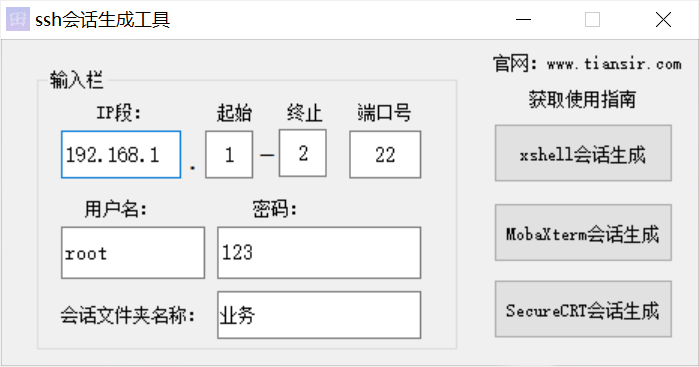 ssh会话生成工具
官网：www.tiansir.com
获取使用指南
输入栏
IP段： 起始 终止 端口号
192.168.1 . 1 — 2 22
用户名： 密码：
root 123
会话文件夹名称： 业务
xshell会话生成
MobaXterm会话生成
SecureCRT会话生成